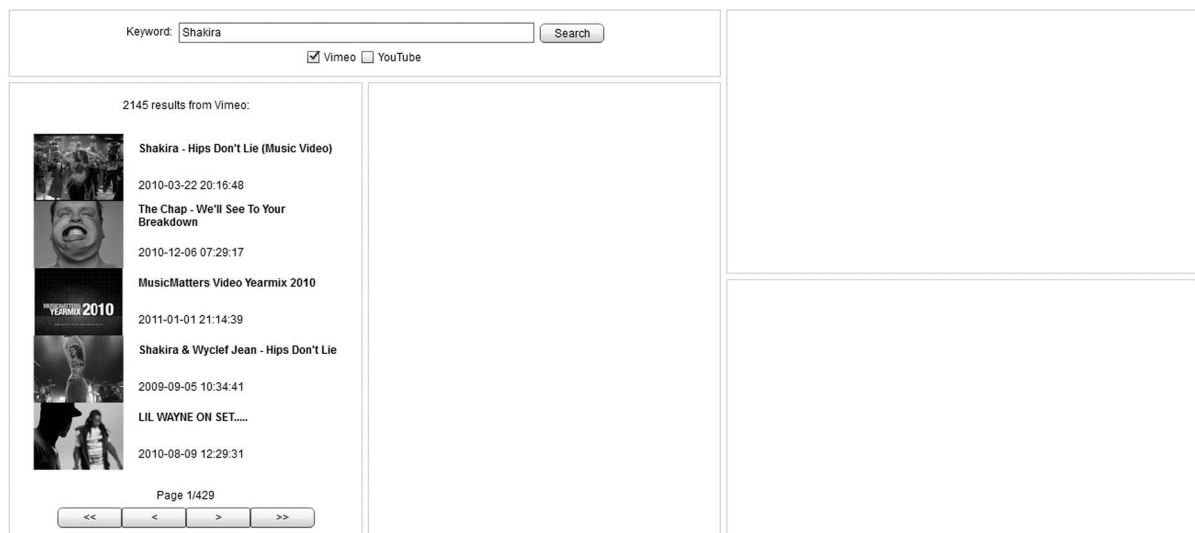 Keyword: Shakira Search
Vimeo YouTube
2145 results from Vimeo:
Shakira - Hips Don't Lie (Music Video)
2010-03-22 20:16:48
The Chap - We'll See To Your
Breakdown
2010-12-06 07:29:17
MusicMatters Video Yearmix 2010
MUSICMATTERS
YEARMIX 2010
2011-01-01 21:14:39
Shakira & Wyclef Jean - Hips Don't Lie
2009-09-05 10:34:41
LIL WAYNE ON SET.....
2010-08-09 12:29:31
Page 1/429
<< < > >>